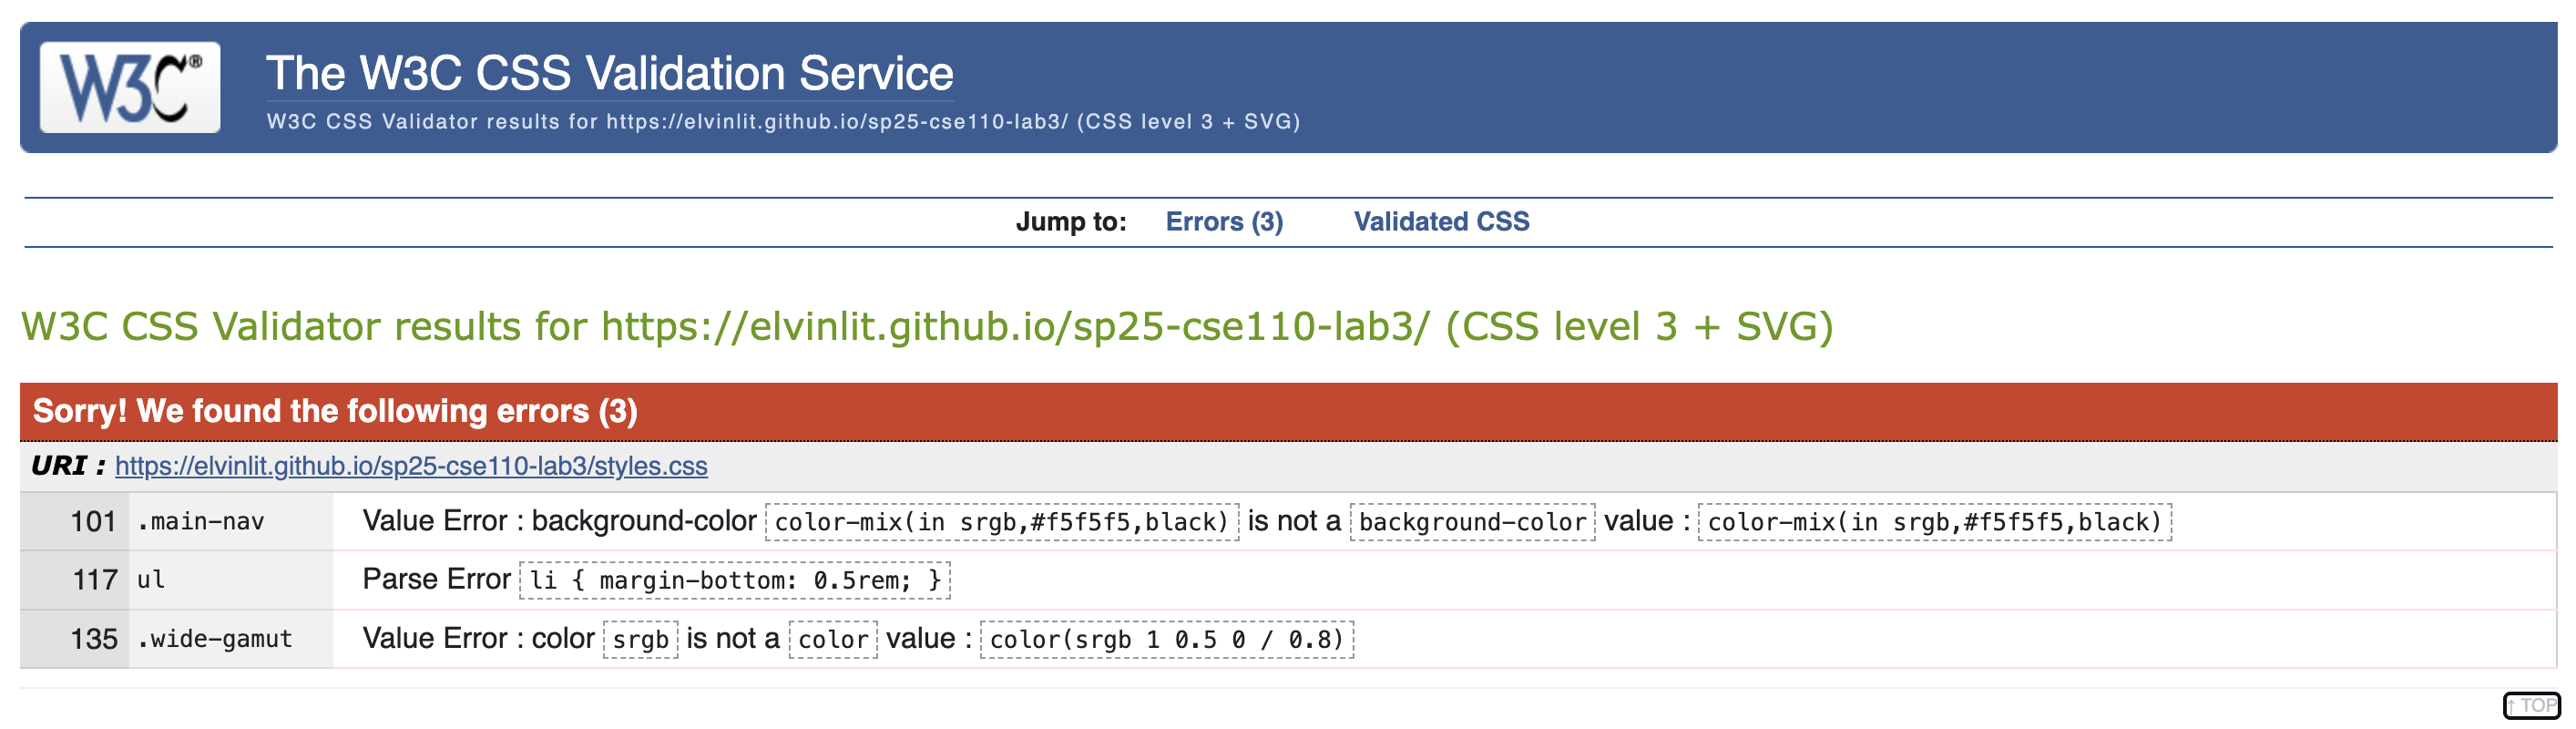 W3C®
The W3C CSS Validation Service
W3C CSS Validator results for https://elvinlit.github.io/sp25-cse110-lab3/ (CSS level 3 + SVG)
Jump to: Errors (3) Validated CSS
W3C CSS Validator results for https://elvinlit.github.io/sp25-cse110-lab3/ (CSS level 3 + SVG)
Sorry! We found the following errors (3)
URI : https://elvinlit.github.io/sp25-cse110-lab3/styles.css
101 .main-nav Value Error : background-color color-mix(in srgb,#f5f5f5,black) is not a background-color value : color-mix(in srgb,#f5f5f5,black)
117 ul Parse Error li { margin-bottom: 0.5rem; }
135 .wide-gamut Value Error : color srgb is not a color value : color(srgb 1 0.5 0 / 0.8)
↑ TOP